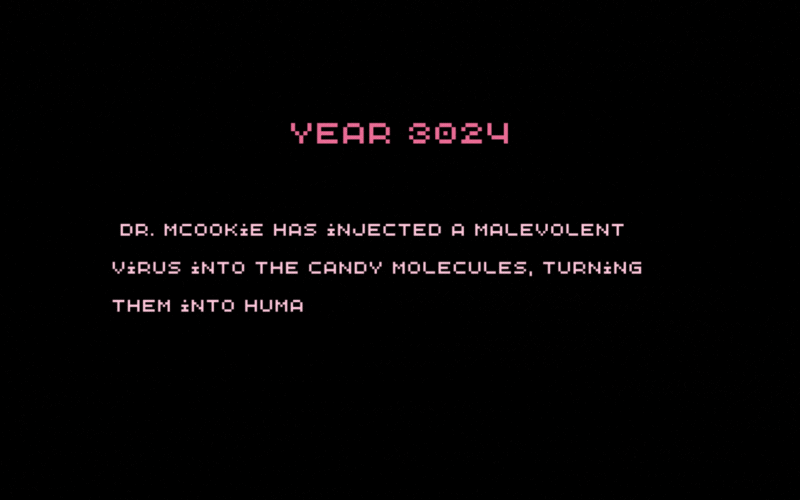 YEAR 3024
DR. MCOOKiE HAS iNJECTED A MALEVOLENT
ViRUS iNTO THE CANDY MOLECULES, TURNiNG
THEM iNTO HUMA